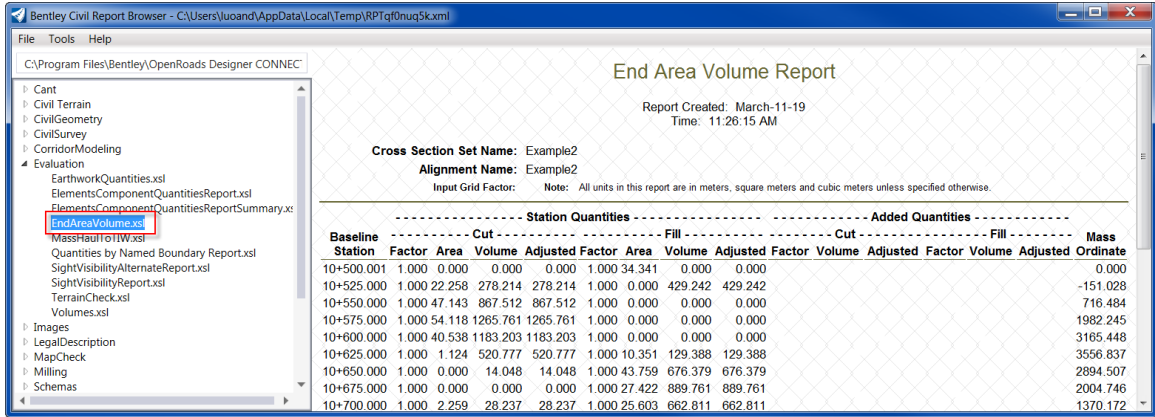 Bentley Civil Report Browser - C:\Users\luoand\AppData\Local\Temp\RPTqf0nuq5k.xml
File Tools Help
C:\Program Files\Bentley\OpenRoads Designer CONNEC
Cant
Civil Terrain
CivilGeometry
CivilSurvey
CorridorModeling
Evaluation
EarthworkQuantities.xsl
ElementsComponentQuantitiesReport.xsl
ElementsComponentQuantitiesReportSummary.xs
EndAreaVolume.xsl
MassHaulToTIW.xsl
Quantities by Named Boundary Report.xsl
SightVisibilityAlternateReport.xsl
SightVisibilityReport.xsl
TerrainCheck.xsl
Volumes.xsl
Images
LegalDescription
MapCheck
Milling
Schemas
End Area Volume Report
Report Created: March-11-19
Time: 11:26:15 AM
Cross Section Set Name: Example2
Alignment Name: Example2
Input Grid Factor: Note: All units in this report are in meters, square meters and cubic meters unless specified otherwise.
- - - - - - - - - - - Station Quantities - - - - - - - - - - - Added Quantities - - - - - - - - - - -
Baseline - - - - - - - - - - Cut - - - - - - - - - - - - - - - - - - - - Fill - - - - - - - - - - - - - - - - - - - - Cut - - - - - - - - - - - - - - - - - - - - Fill - - - - - - - - - Mass
Station Factor Area Volume Adjusted Factor Area Volume Adjusted Factor Volume Adjusted Factor Volume Adjusted Ordinate
10+500.001 1.000 0.000 0.000 0.000 1.000 34.341 0.000 0.000 0.000
10+525.000 1.000 22.258 278.214 278.214 1.000 0.000 429.242 429.242 -151.028
10+550.000 1.000 47.143 867.512 867.512 1.000 0.000 0.000 0.000 716.484
10+575.000 1.000 54.118 1265.761 1265.761 1.000 0.000 0.000 0.000 1982.245
10+600.000 1.000 40.538 1183.203 1183.203 1.000 0.000 0.000 0.000 3165.448
10+625.000 1.000 1.124 520.777 520.777 1.000 10.351 129.388 129.388 3556.837
10+650.000 1.000 0.000 14.048 14.048 1.000 43.759 676.379 676.379 2894.507
10+675.000 1.000 0.000 0.000 0.000 1.000 27.422 889.761 889.761 2004.746
10+700.000 1.000 2.259 28.237 28.237 1.000 25.603 662.811 662.811 1370.172